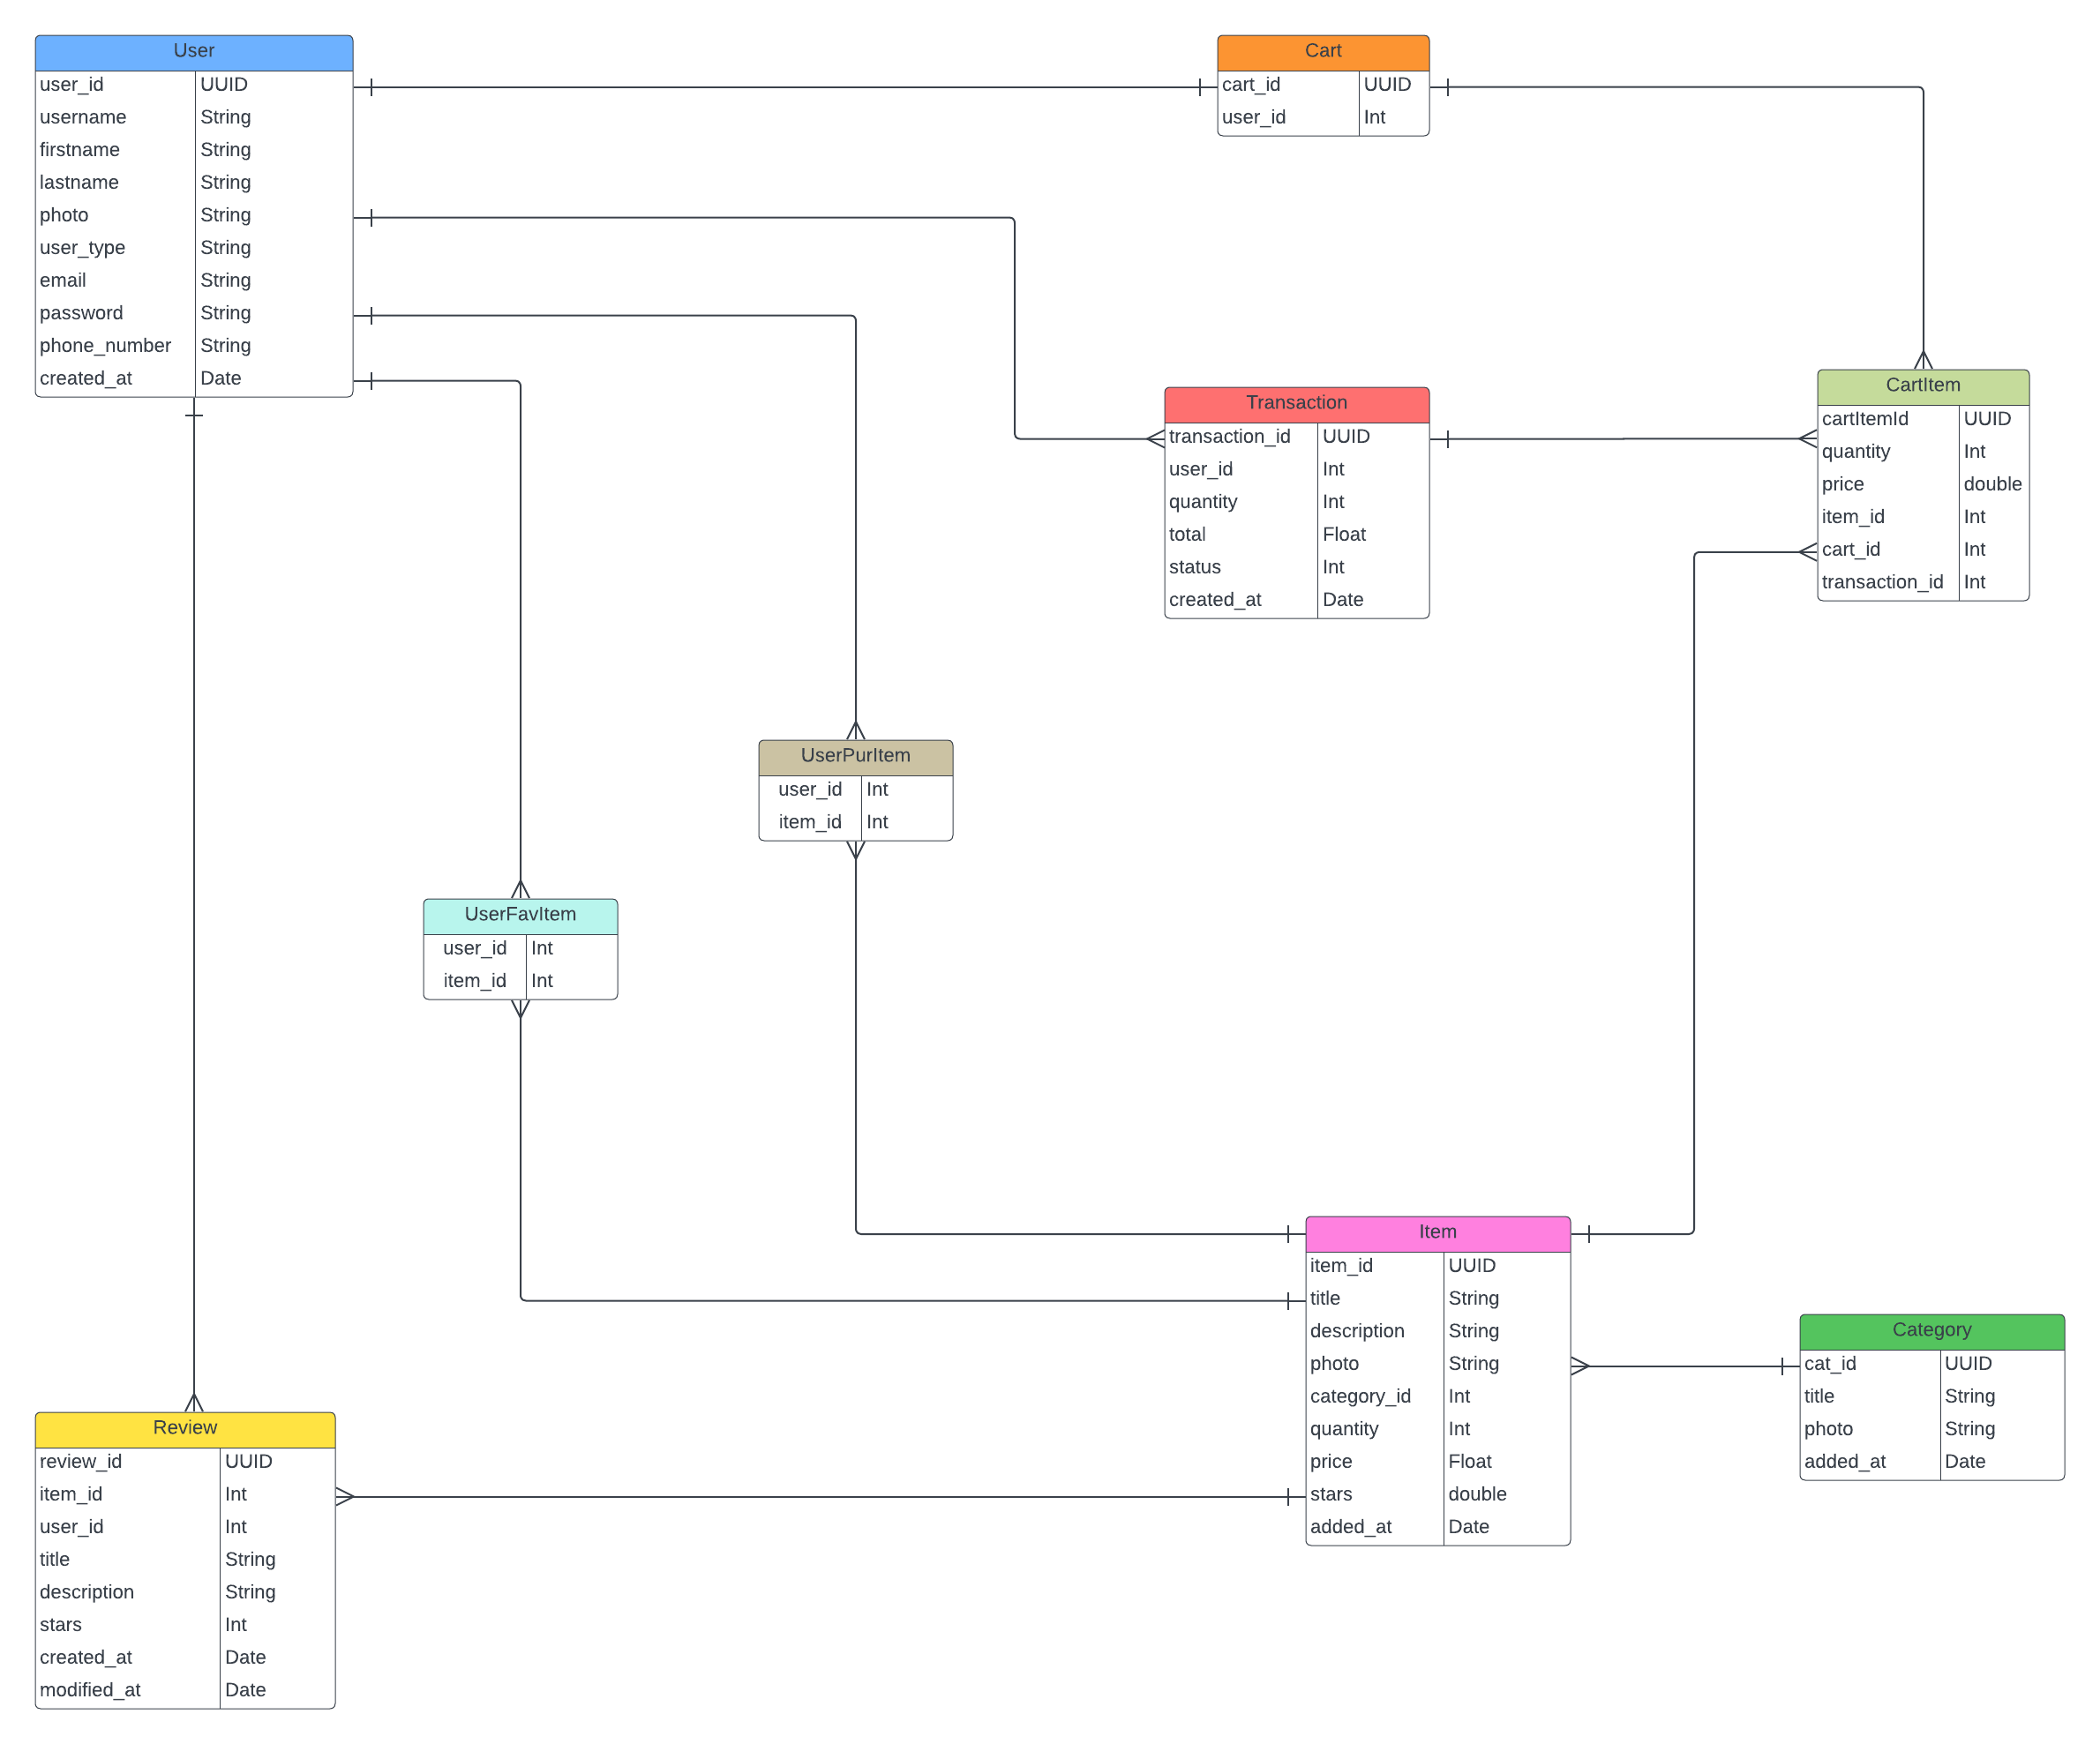 User
user_id UUID
username String
firstname String
lastname String
photo String
user_type String
email String
password String
phone_number String
created_at Date
Cart
cart_id UUID
user_id Int
Transaction
transaction_id UUID
user_id Int
quantity Int
total Float
status Int
created_at Date
CartItem
cartItemId UUID
quantity Int
price double
item_id Int
cart_id Int
transaction_id Int
UserPurItem
user_id Int
item_id Int
UserFavItem
user_id Int
item_id Int
Item
item_id UUID
title String
description String
photo String
category_id Int
quantity Int
price Float
stars double
added_at Date
Category
cat_id UUID
title String
photo String
added_at Date
Review
review_id UUID
item_id Int
user_id Int
title String
description String
stars Int
created_at Date
modified_at Date